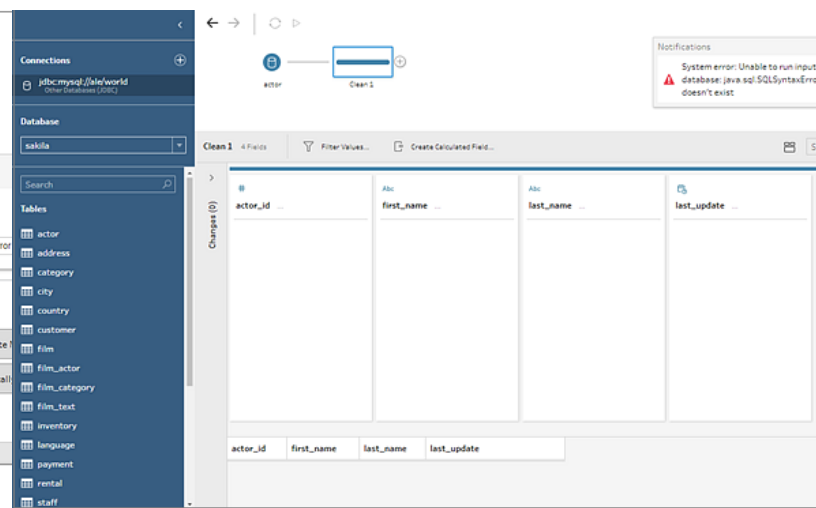 Connections
jdbc:mysql://ale/world
Other Databases (JDBC)
Database
sakila
Search
Tables
actor
address
category
city
country
customer
film
film_actor
film_category
film_text
inventory
language
payment
rental
staff
actor
Clean 1
Notifications
System error: Unable to run input
database: java.sql.SQLSyntaxErro
doesn't exist
Clean 1 4 Fields Filter Values... Create Calculated Field... S
Changes (0)
#
actor_id ...
Abc
first_name ...
Abc
last_name ...
last_update ...
actor_id first_name last_name last_update
ror
te
all